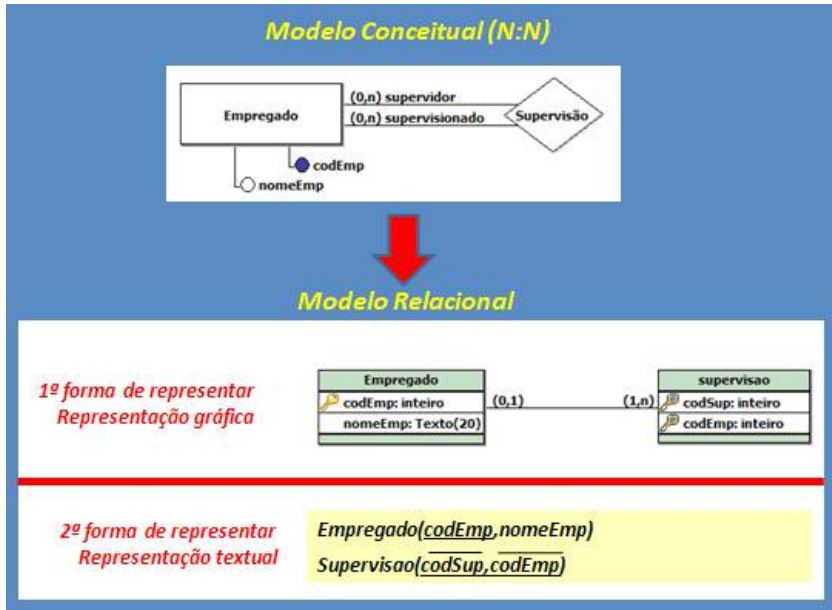 Modelo Conceitual (N:N)
(0,n) supervidor
Empregado
(0,n) supervisionado
Supervisão
codEmp
nomeEmp
Modelo Relacional
1ª forma de representar
Representação gráfica
Empregado
codEmp: inteiro
nomeEmp: Texto(20)
(0,1)
(1,n)
supervisao
codSup: inteiro
codEmp: inteiro
2ª forma de representar
Representação textual
Empregado(codEmp,nomeEmp)
Supervisao(codSup,codEmp)